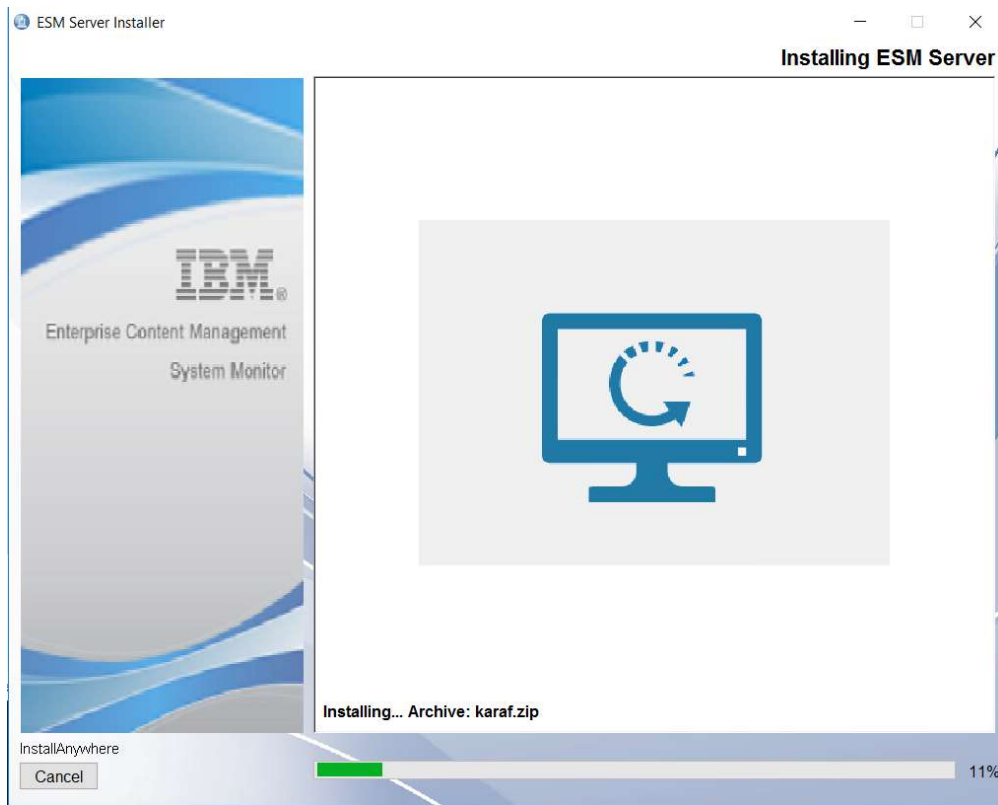 ESM Server Installer
Installing ESM Server
IBM®
Enterprise Content Management
System Monitor
Installing... Archive: karaf.zip
InstallAnywhere
Cancel
11%